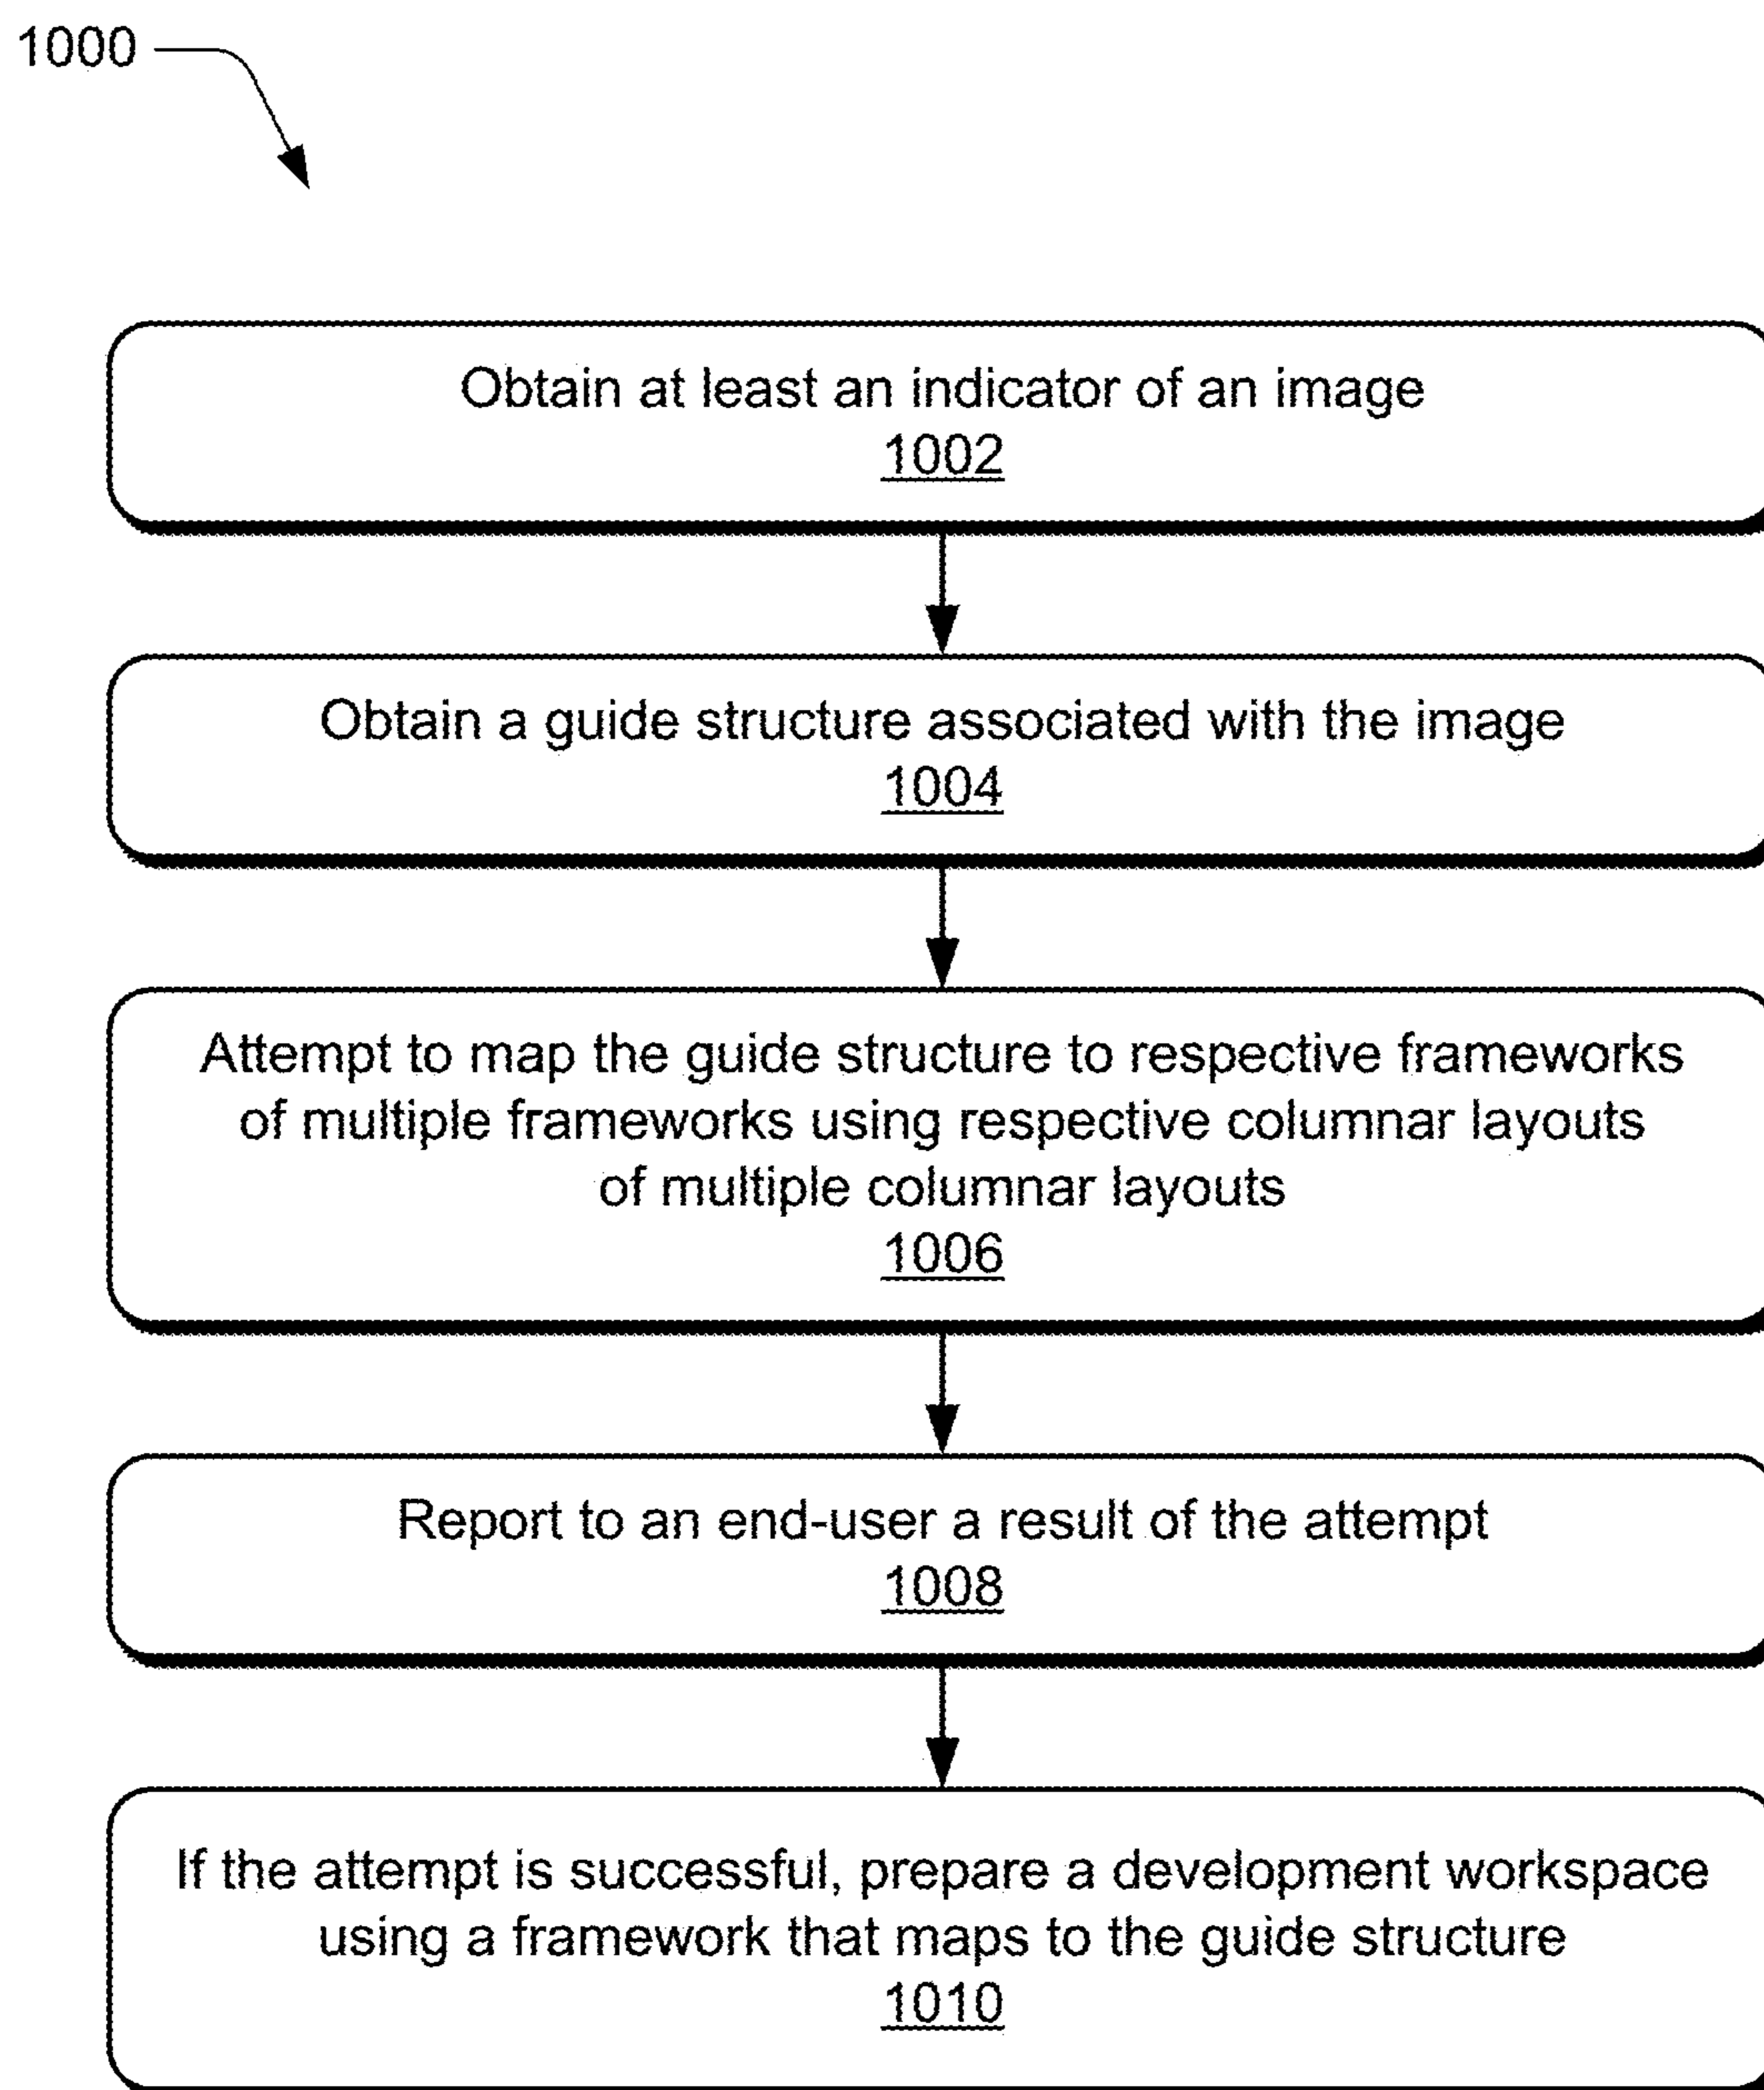 1000
Obtain at least an indicator of an image
1002
Obtain a guide structure associated with the image
1004
Attempt to map the guide structure to respective frameworks
of multiple frameworks using respective columnar layouts
of multiple columnar layouts
1006
Report to an end-user a result of the attempt
1008
If the attempt is successful, prepare a development workspace
using a framework that maps to the guide structure
1010